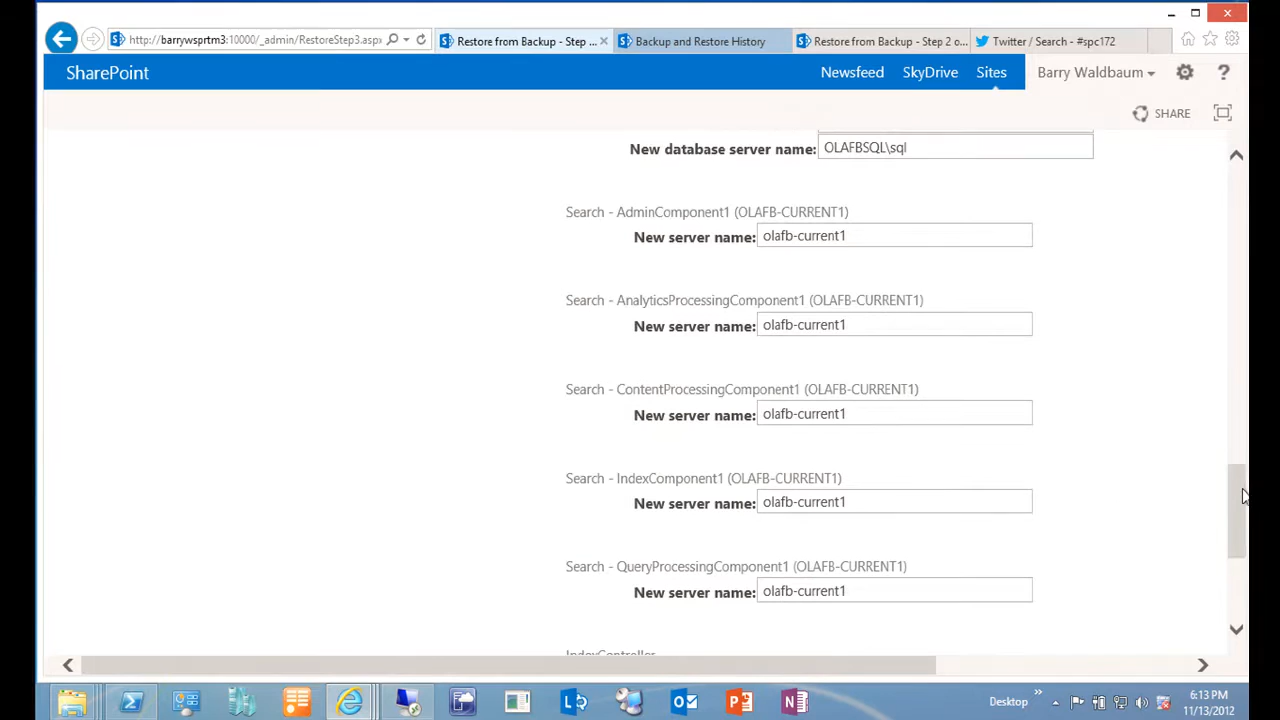 http://barrywsprtm3:10000/_admin/RestoreStep3.aspx
Restore from Backup - Step ...
Backup and Restore History
Restore from Backup - Step 2 o...
Twitter / Search - #spc172
SharePoint
Newsfeed
SkyDrive
Sites
Barry Waldbaum
?
SHARE
New database server name: OLAFBSQL\sql
Search - AdminComponent1 (OLAFB-CURRENT1)
New server name: olafb-current1
Search - AnalyticsProcessingComponent1 (OLAFB-CURRENT1)
New server name: olafb-current1
Search - ContentProcessingComponent1 (OLAFB-CURRENT1)
New server name: olafb-current1
Search - IndexComponent1 (OLAFB-CURRENT1)
New server name: olafb-current1
Search - QueryProcessingComponent1 (OLAFB-CURRENT1)
New server name: olafb-current1
IndexController
Desktop
6:13 PM
11/13/2012